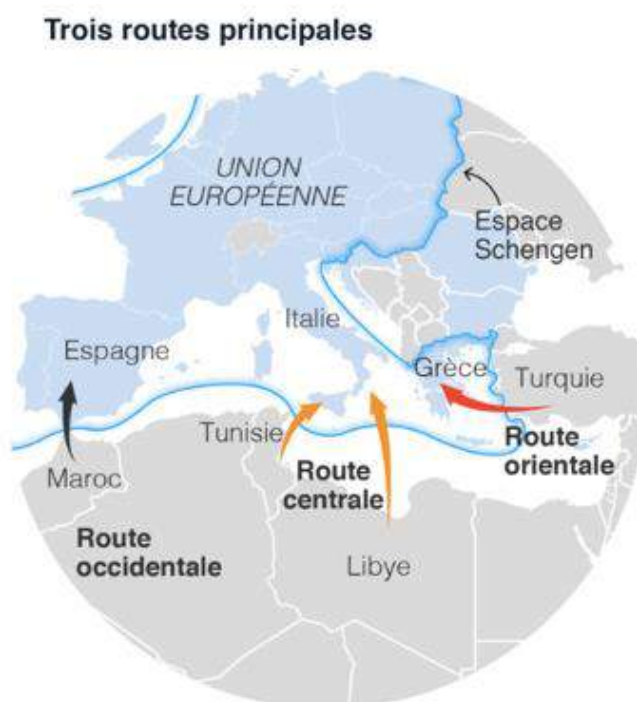 Trois routes principales
UNION
EUROPÉENNE
Espace
Schengen
Italie
Espagne
Grèce
Turquie
Tunisie
Route
orientale
Maroc
Route
centrale
Route
occidentale
Libye